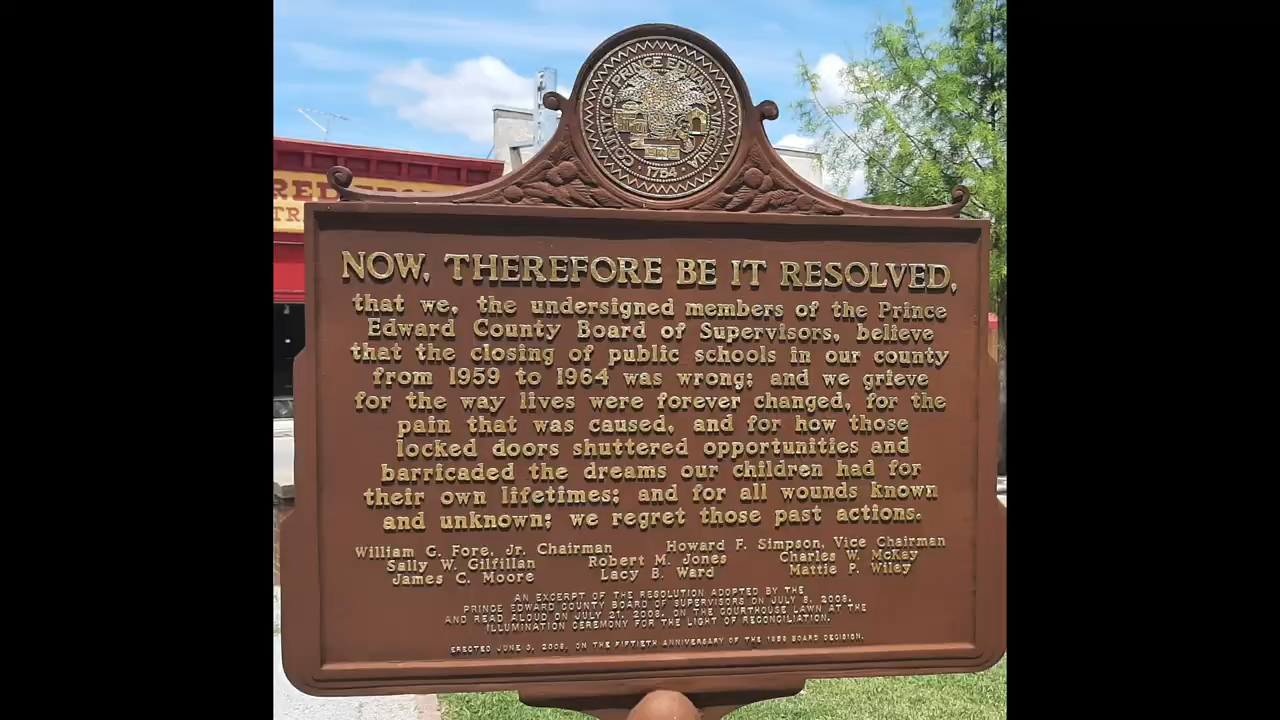 COUNTY OF PRINCE EDWARD, VIRGINIA
1754
RED
TR
NOW, THEREFORE BE IT RESOLVED,
that we, the undersigned members of the Prince
Edward County Board of Supervisors, believe
that the closing of public schools in our county
from 1959 to 1964 was wrong; and we grieve
for the way lives were forever changed, for the
pain that was caused, and for how those
locked doors shuttered opportunities and
barricaded the dreams our children had for
their own lifetimes; and for all wounds known
and unknown; we regret those past actions.
William G. Fore, Jr. Chairman Howard F. Simpson, Vice Chairman
Sally W. Gilfillan Robert M. Jones Charles W. McKay
James C. Moore Lacy B. Ward Mattie P. Wiley
AN EXCERPT OF THE RESOLUTION ADOPTED BY THE
PRINCE EDWARD COUNTY BOARD OF SUPERVISORS ON JULY 8, 2008,
AND READ ALOUD ON JULY 21, 2008, ON THE COURTHOUSE LAWN AT THE
ILLUMINATION CEREMONY FOR THE LIGHT OF RECONCILIATION.
ERECTED JUNE 3, 2009, ON THE FIFTIETH ANNIVERSARY OF THE 1959 BOARD DECISION.